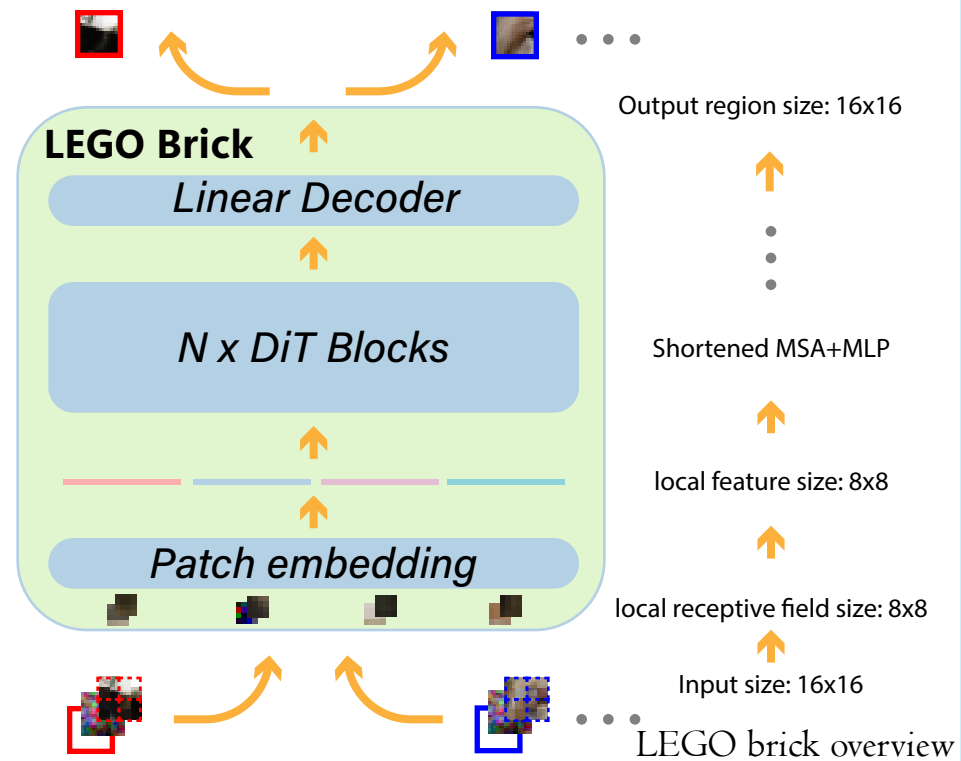 LEGO Brick
Linear Decoder
N x DiT Blocks
Patch embedding
Output region size: 16x16
Shortened MSA+MLP
local feature size: 8x8
local receptive field size: 8x8
Input size: 16x16
LEGO brick overview